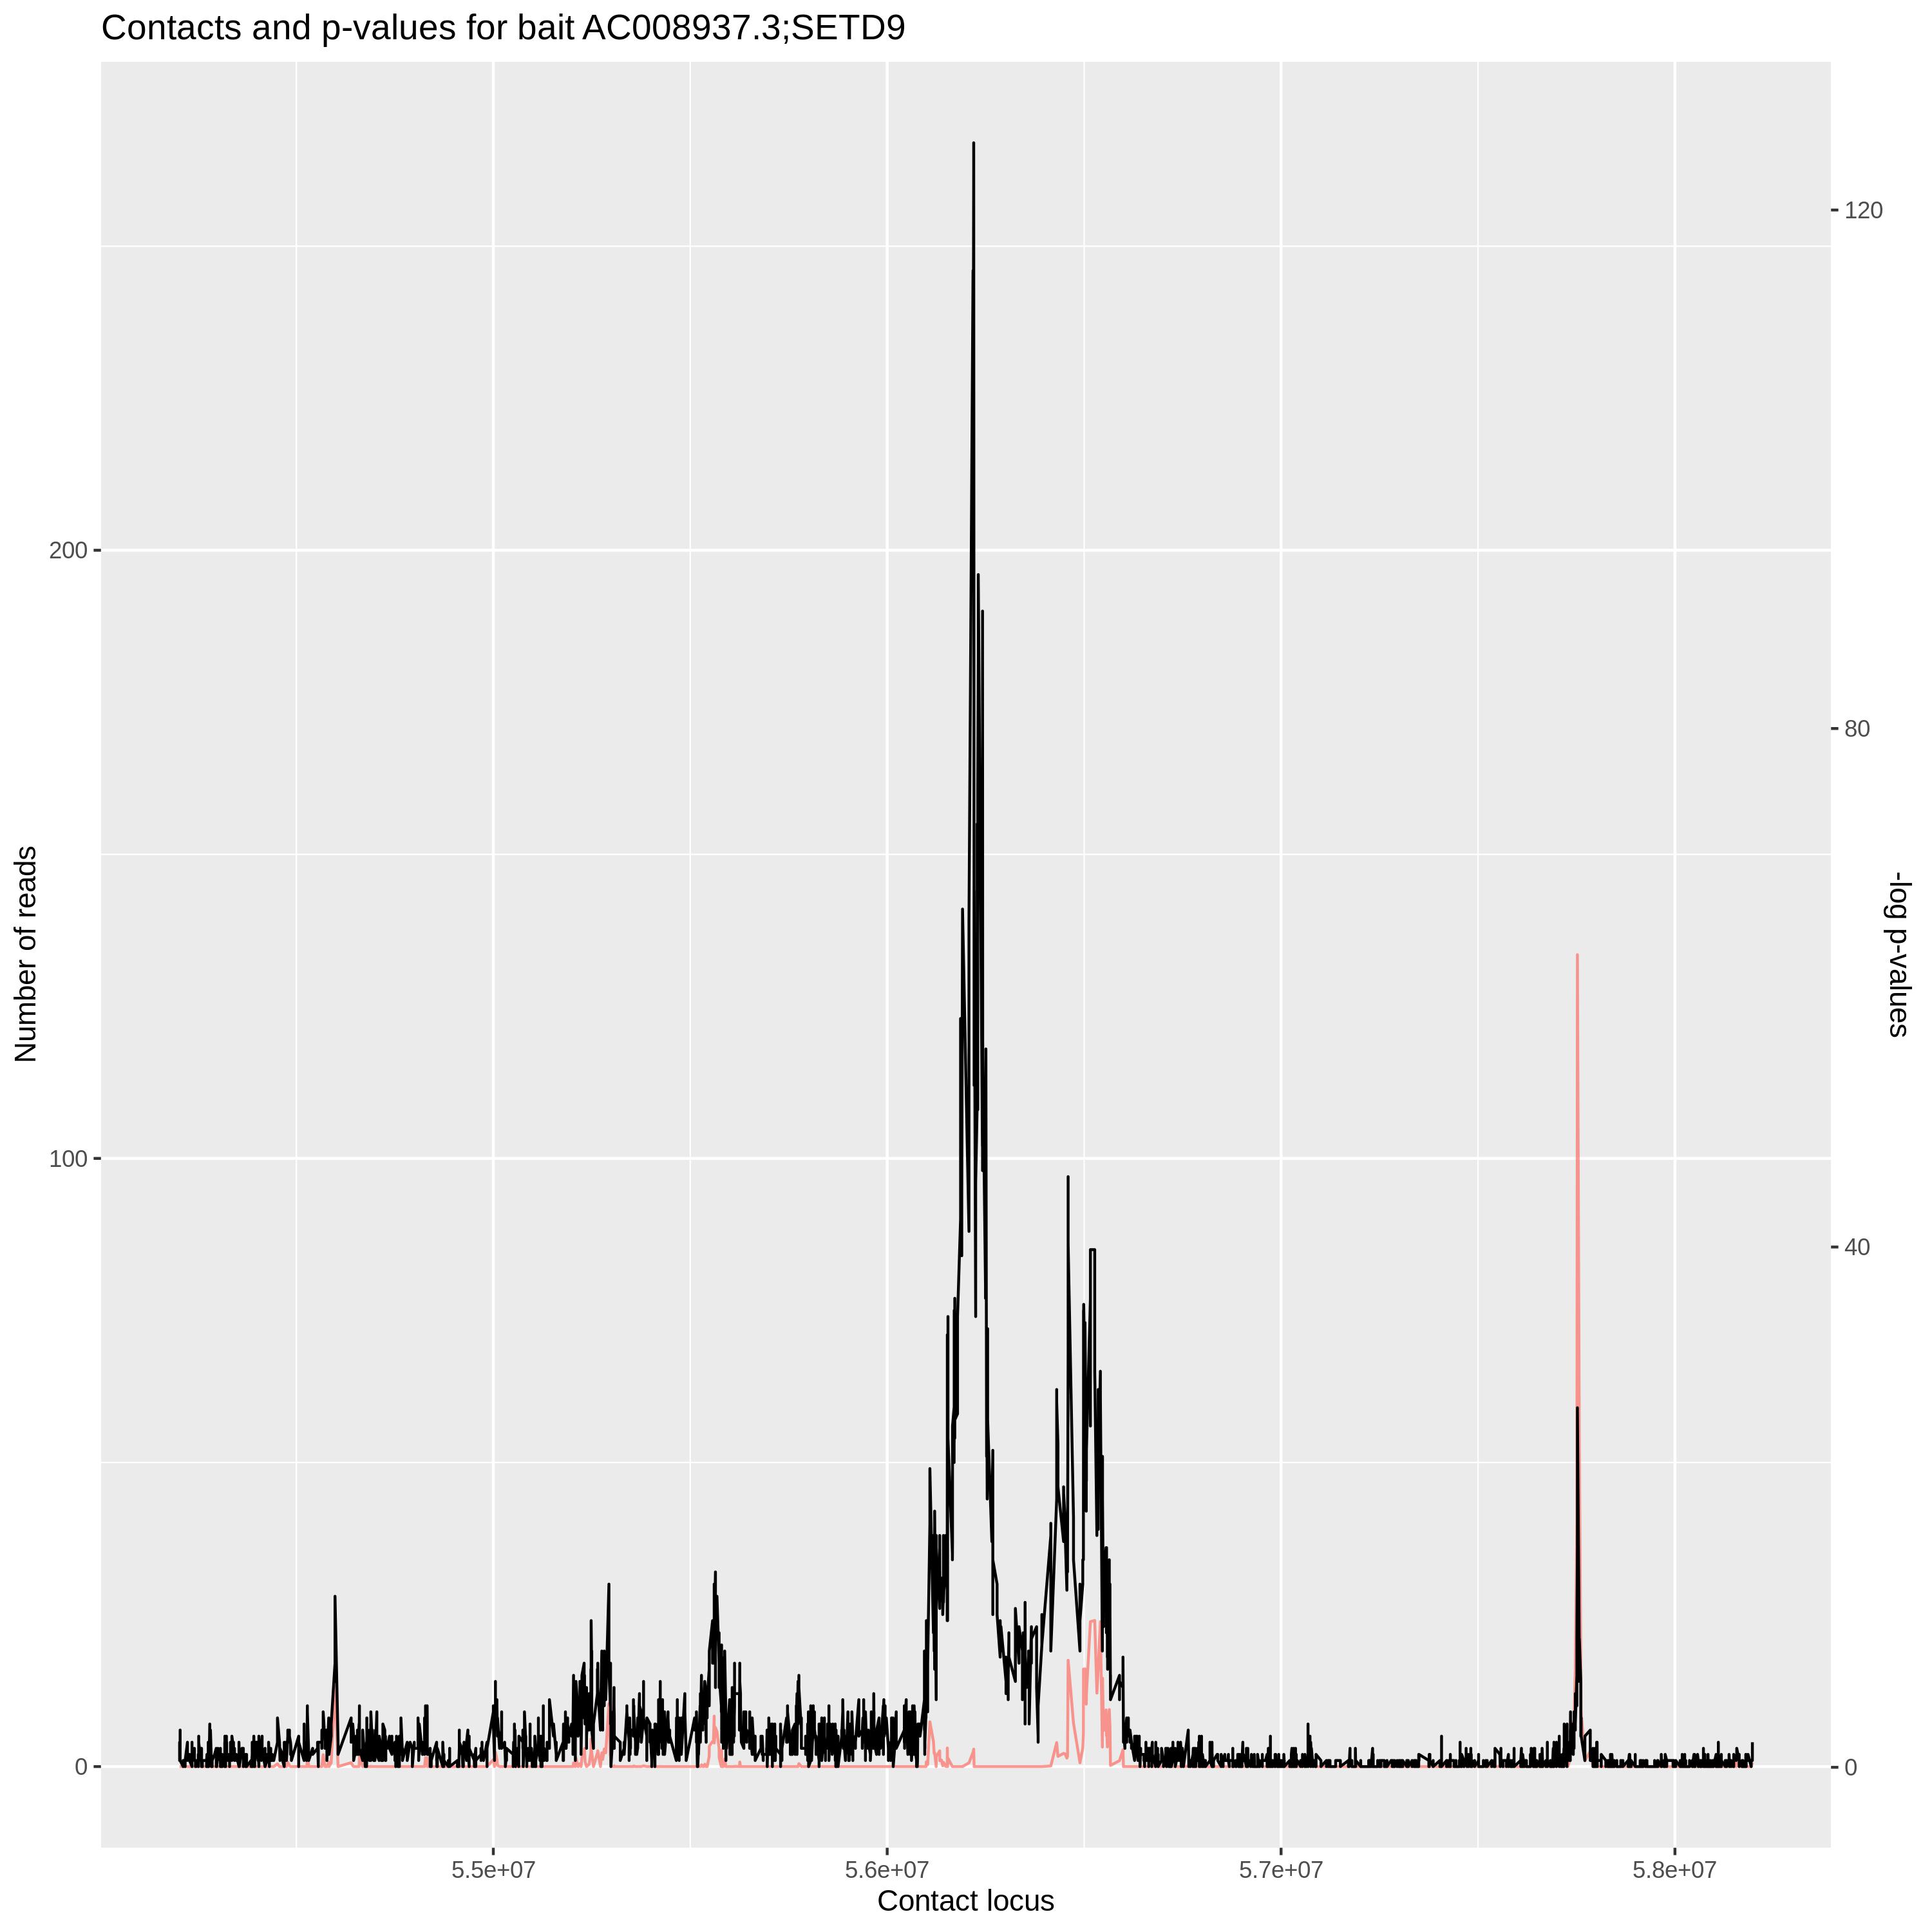 Contacts and p-values for bait AC008937.3;SETD9
Number of reads
200
100
0
120
80
40
0
-log p-values
5.5e+07
5.6e+07
5.7e+07
5.8e+07
Contact locus